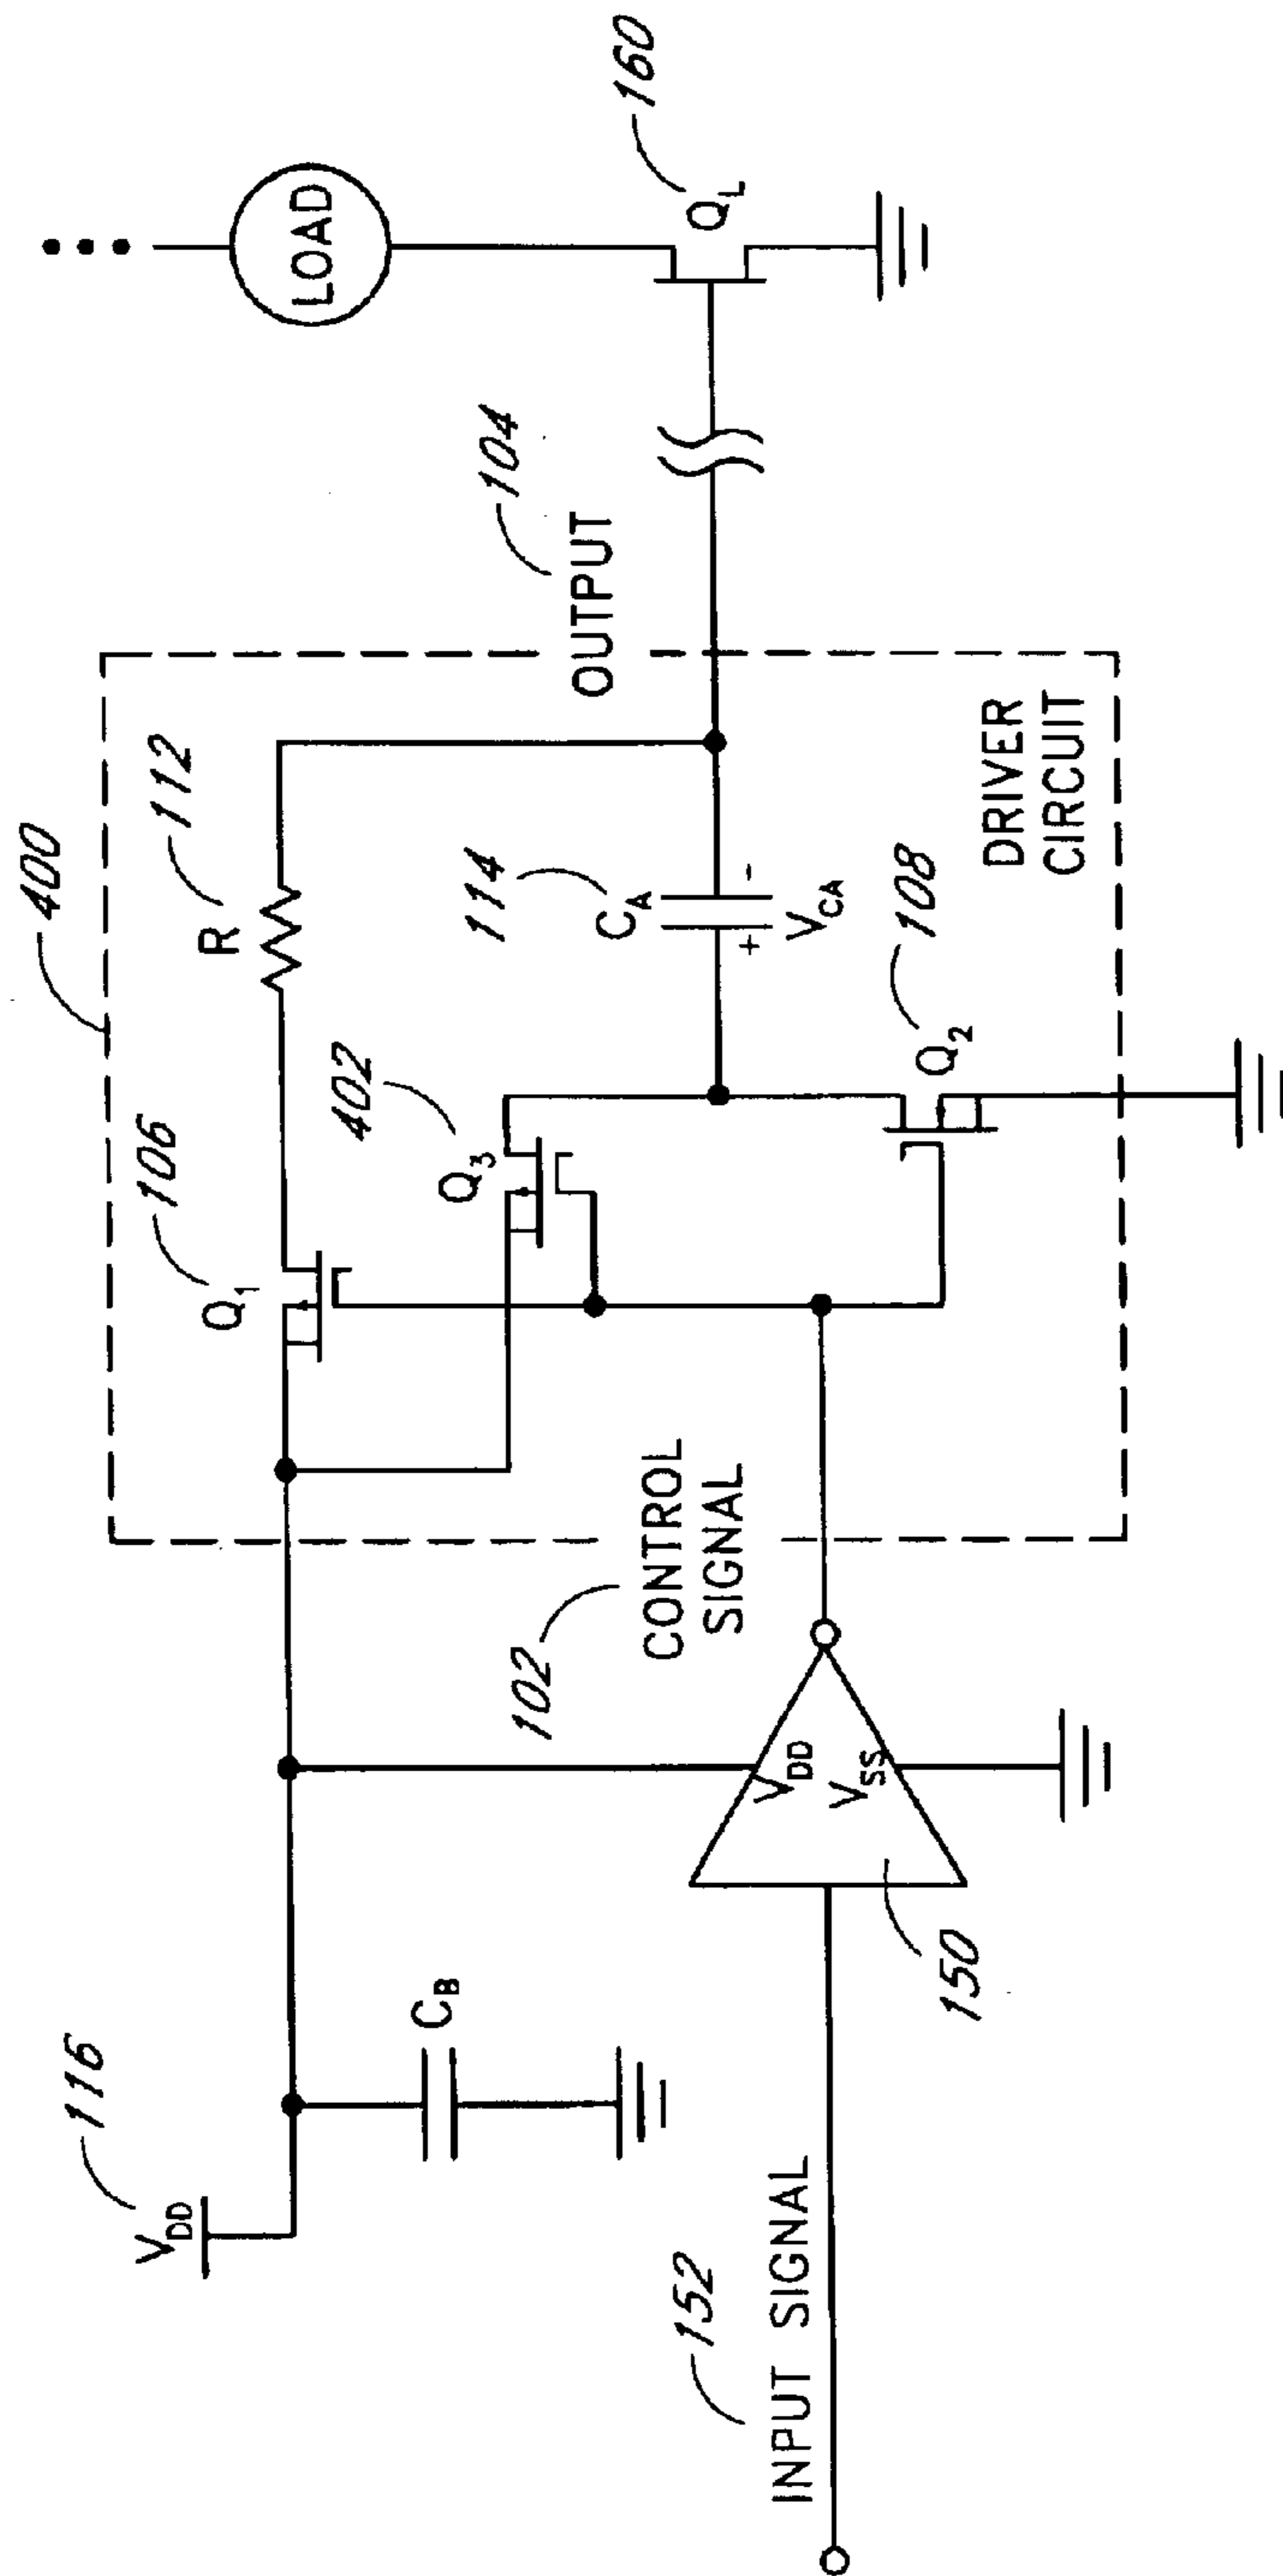 400
116
V_DD
C_B
106
Q_1
R
112
402
Q_3
114
C_A
+ -
V_CA
108
Q_2
DRIVER
CIRCUIT
102
CONTROL
SIGNAL
OUTPUT
104
LOAD
160
Q_L
152
INPUT SIGNAL
V_DD
V_SS
150